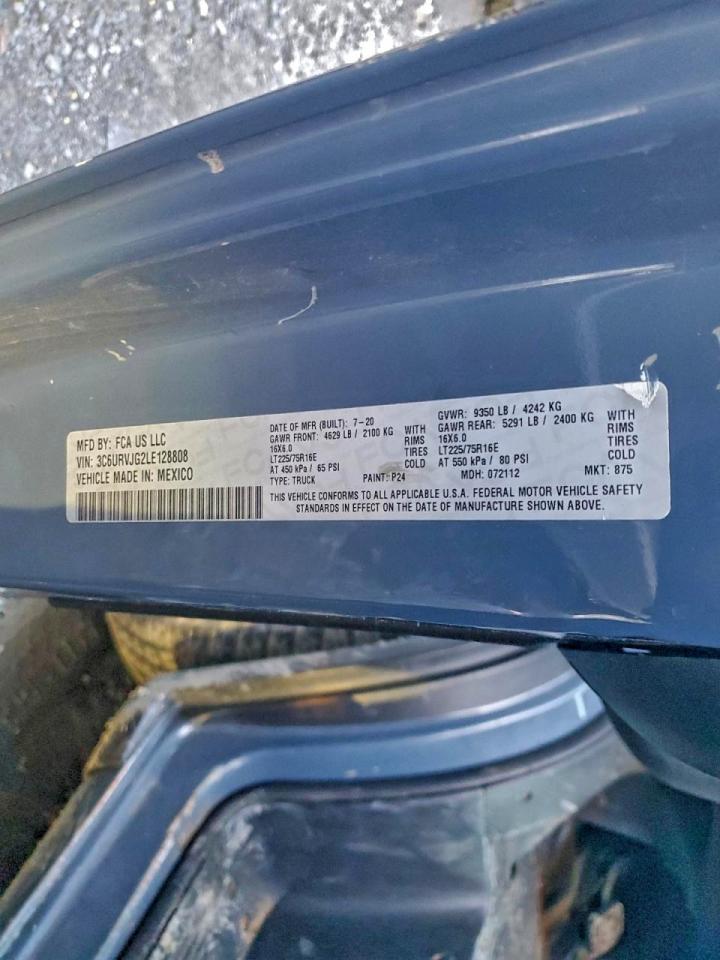 MFD BY: FCA US LLC
VIN: 3C6URVJG2LE128808
VEHICLE MADE IN: MEXICO
DATE OF MFR (BUILT): 7-20
GAWR FRONT: 4629 LB / 2100 KG WITH
16X6.0 RIMS
LT225/75R16E TIRES
AT 450 kPa / 65 PSI COLD
TYPE: TRUCK PAINT: P24
GVWR: 9350 LB / 4242 KG
GAWR REAR: 5291 LB / 2400 KG WITH
16X6.0 RIMS
LT225/75R16E TIRES
AT 550 kPa / 80 PSI COLD
MDH: 072112 MKT: 875
THIS VEHICLE CONFORMS TO ALL APPLICABLE U.S.A. FEDERAL MOTOR VEHICLE SAFETY
STANDARDS IN EFFECT ON THE DATE OF MANUFACTURE SHOWN ABOVE.